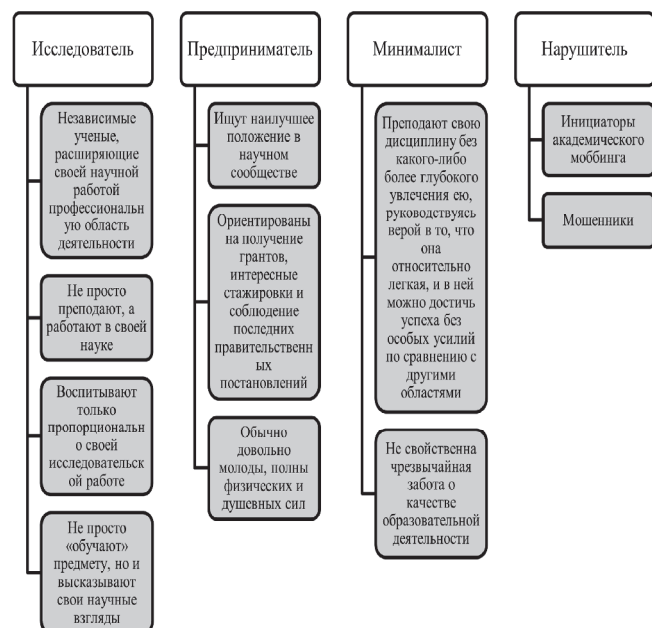 Исследователь
Независимые
ученые,
расширяющие
своей научной
работой
профессиональн
ую область
деятельности
Не просто
преподают, а
работают в своей
науке
Воспитывают
только
пропорциональн
о своей
исследовательск
ой работе
Не просто
«обучают»
предмету, но и
высказывают
свои научные
взгляды
Предприниматель
Ищут наилучшее
положение в
научном
сообществе
Ориентированы
на получение
грантов,
интересные
стажировки и
соблюдение
последних
правительственн
ых
постановлений
Обычно
довольно
молоды, полны
физических и
душевных сил
Минималист
Преподают свою
дисциплину без
какого-либо
более глубокого
увлечения ею,
руководствуясь
верой в то, что
она
относительно
легкая, и в ней
можно достичь
успеха без
особых усилий
по сравнению с
другими
областями
Не свойственна
чрезвычайная
забота о
качестве
образовательной
деятельности
Нарушитель
Инициаторы
академического
моббинга
Мошенники